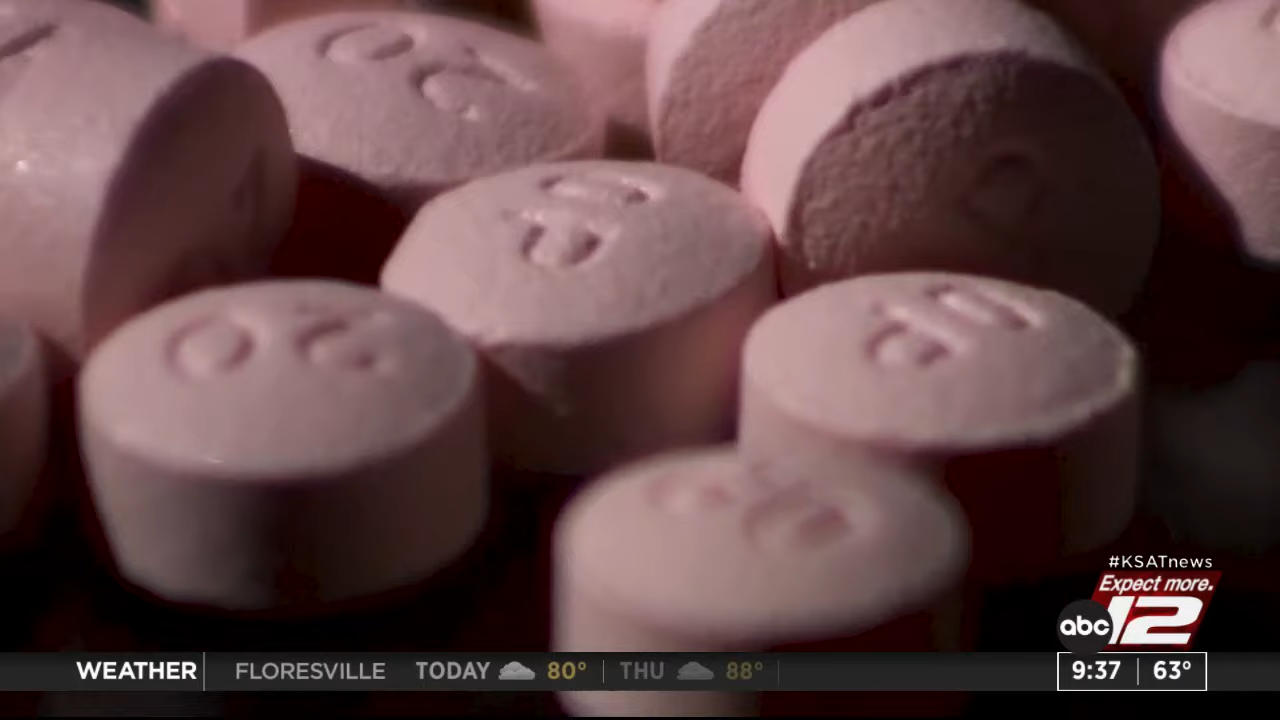 #KSATnews
Expect more.
abc 12
WEATHER FLORESVILLE TODAY 80° THU 88°
9:37 63°